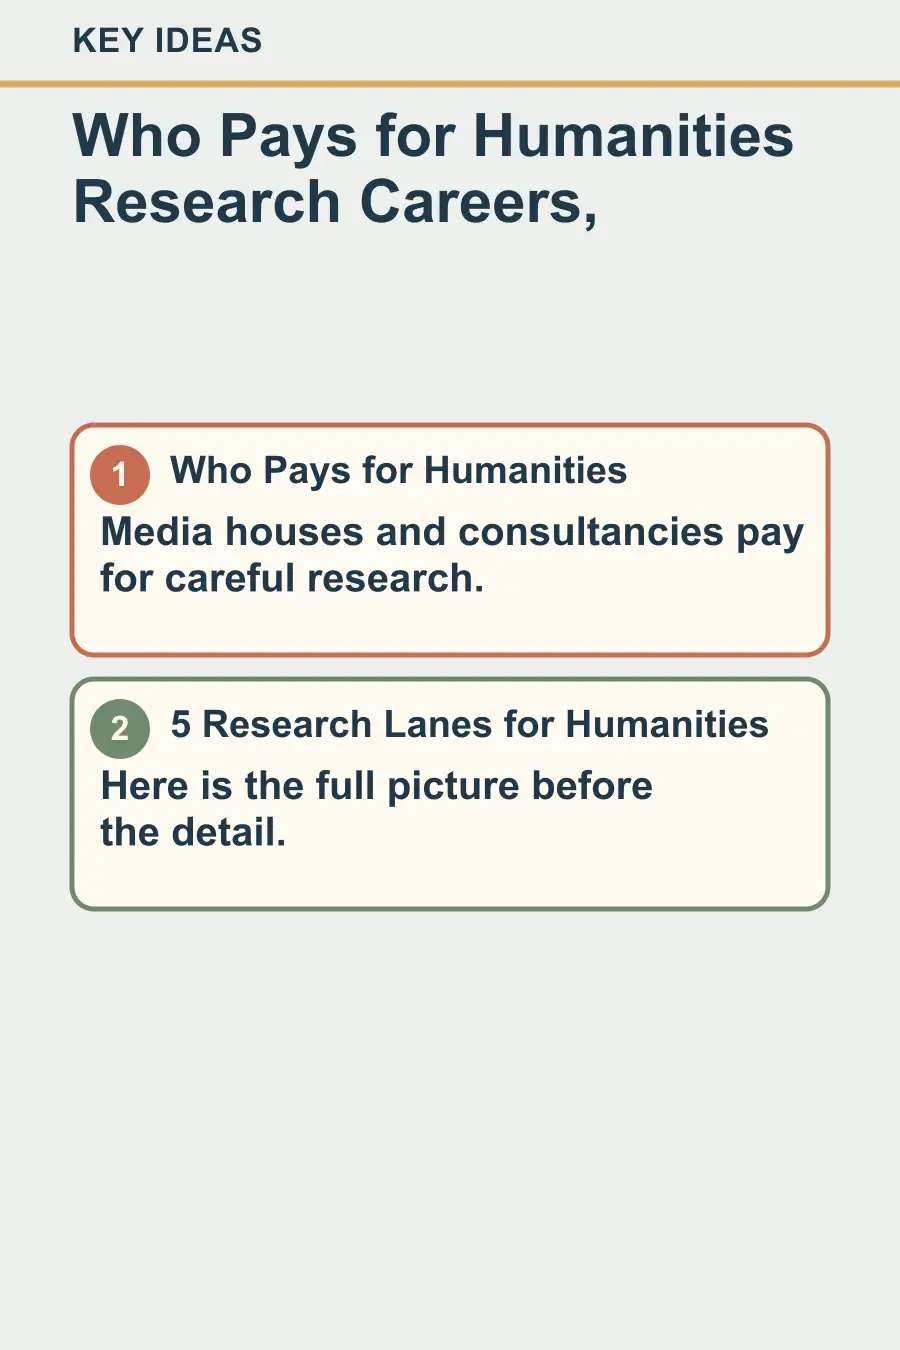 KEY IDEAS
Who Pays for Humanities
Research Careers,
1 Who Pays for Humanities
Media houses and consultancies pay
for careful research.
2 5 Research Lanes for Humanities
Here is the full picture before
the detail.